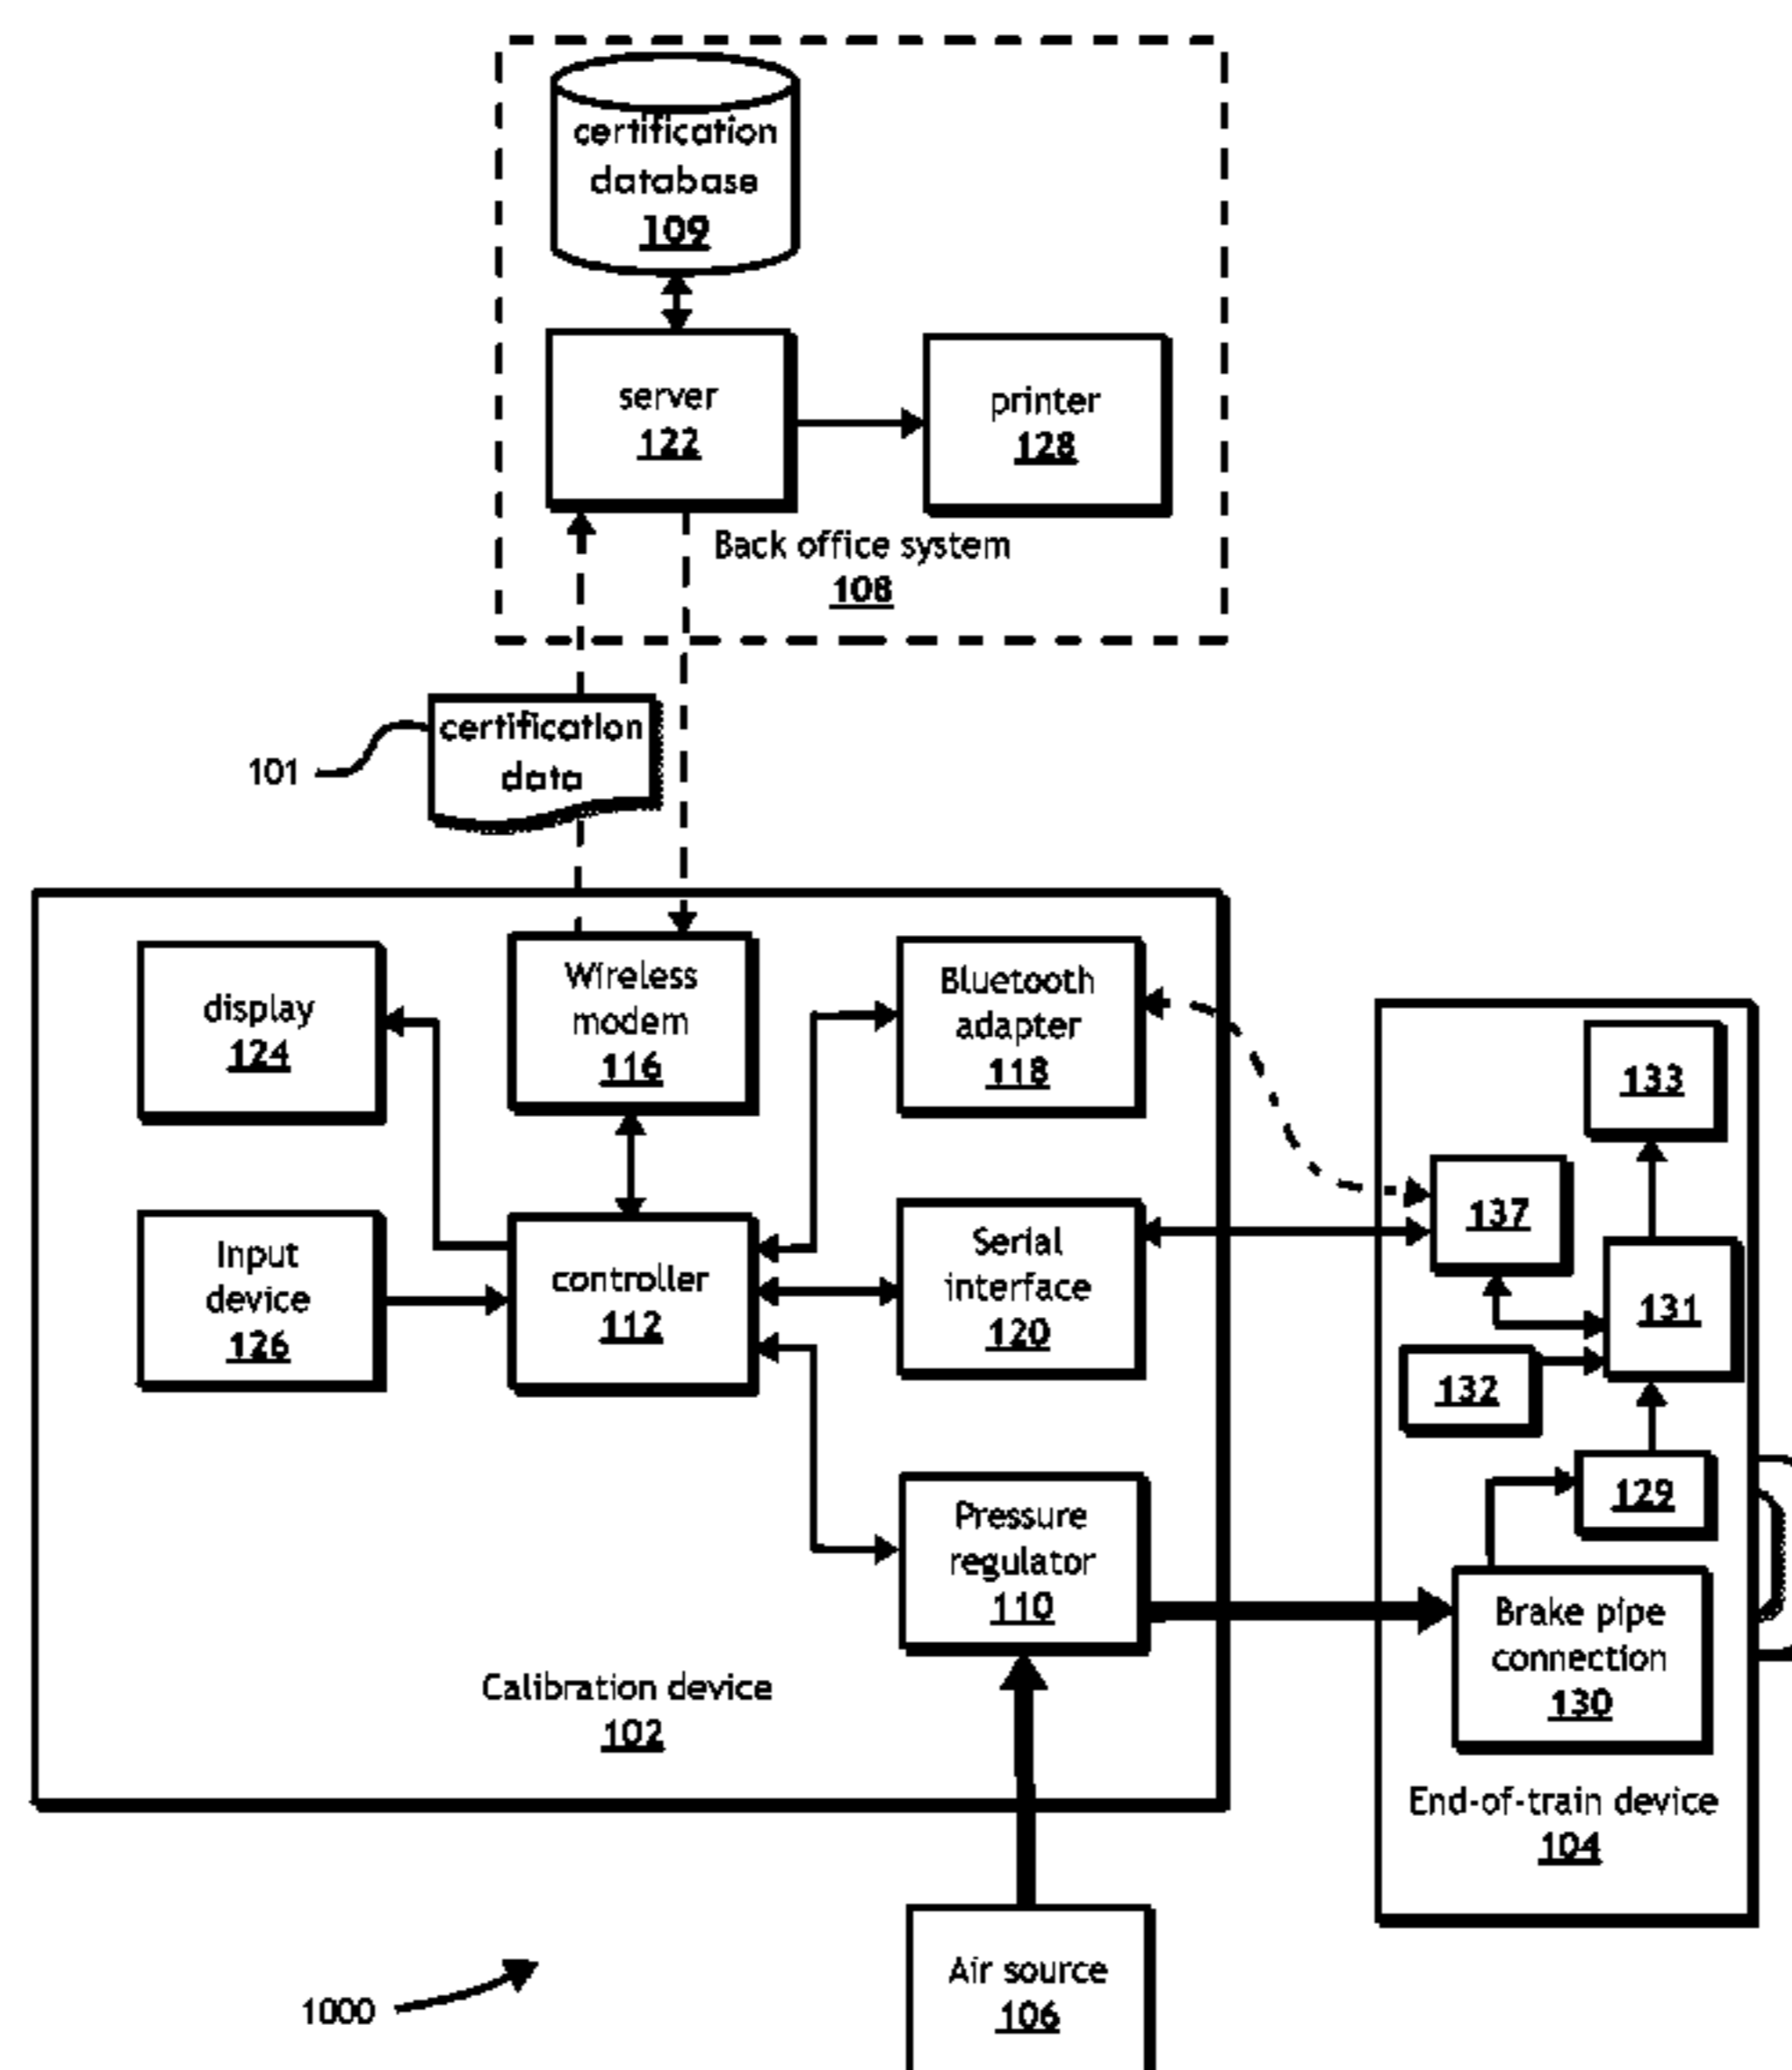 certification
database
109
server
122
printer
128
Back office system
108
certification
data
101
display
124
Wireless
modem
116
Bluetooth
adapter
118
133
137
Input
device
126
controller
112
Serial
interface
120
131
132
129
Pressure
regulator
110
Brake pipe
connection
130
Calibration device
102
End-of-train device
104
Air source
106
1000